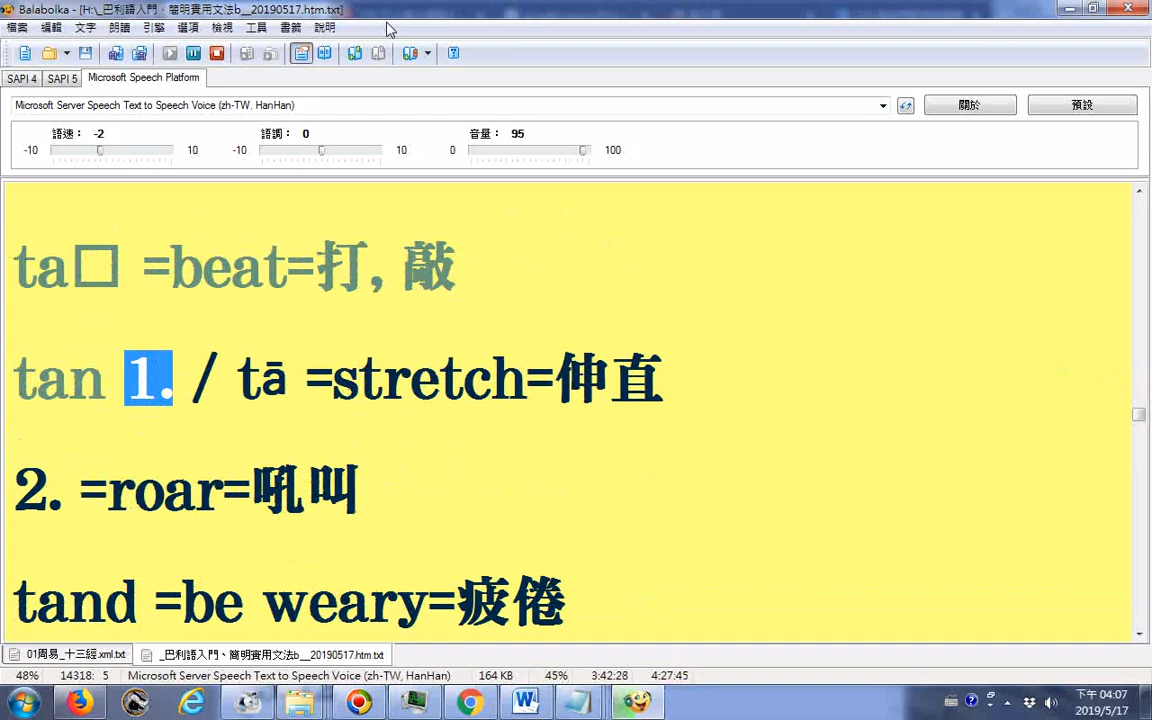 Balabolka - [H:\_巴利語入門、簡明實用文法b__20190517.htm.txt]
檔案 編輯 文字 朗讀 引擎 選項 檢視 工具 書籤 說明
SAPI 4 SAPI 5 Microsoft Speech Platform
Microsoft Server Speech Text to Speech Voice (zh-TW, HanHan)
關於 預設
語速： -2 語調： 0 音量： 95
-10 10 -10 10 0 100
ta□ =beat=打, 敲
tan 1. / tā =stretch=伸直
2. =roar=吼叫
tand =be weary=疲倦
01周易_十三經.xml.txt _巴利語入門、簡明實用文法b__20190517.htm.txt
48% 14318: 5 Microsoft Server Speech Text to Speech Voice (zh-TW, HanHan) 164 KB 45% 3:42:28 4:27:45
下午 04:07
2019/5/17